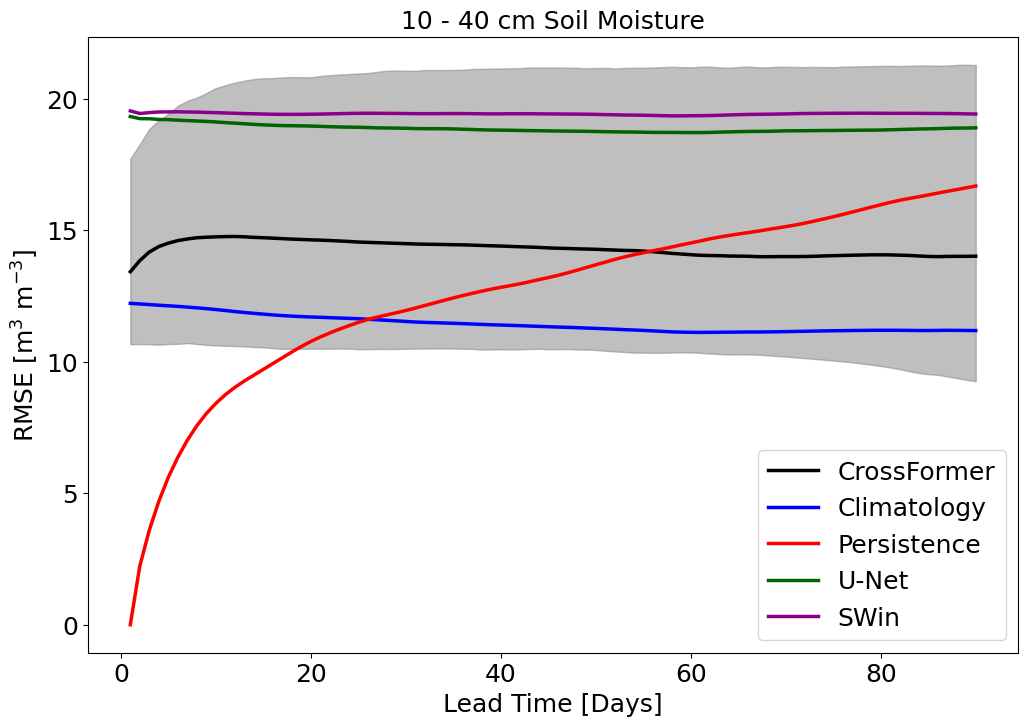 10 - 40 cm Soil Moisture
RMSE [m³ m⁻³]
20
15
10
5
0
0 20 40 60 80
Lead Time [Days]
CrossFormer
Climatology
Persistence
U-Net
SWin